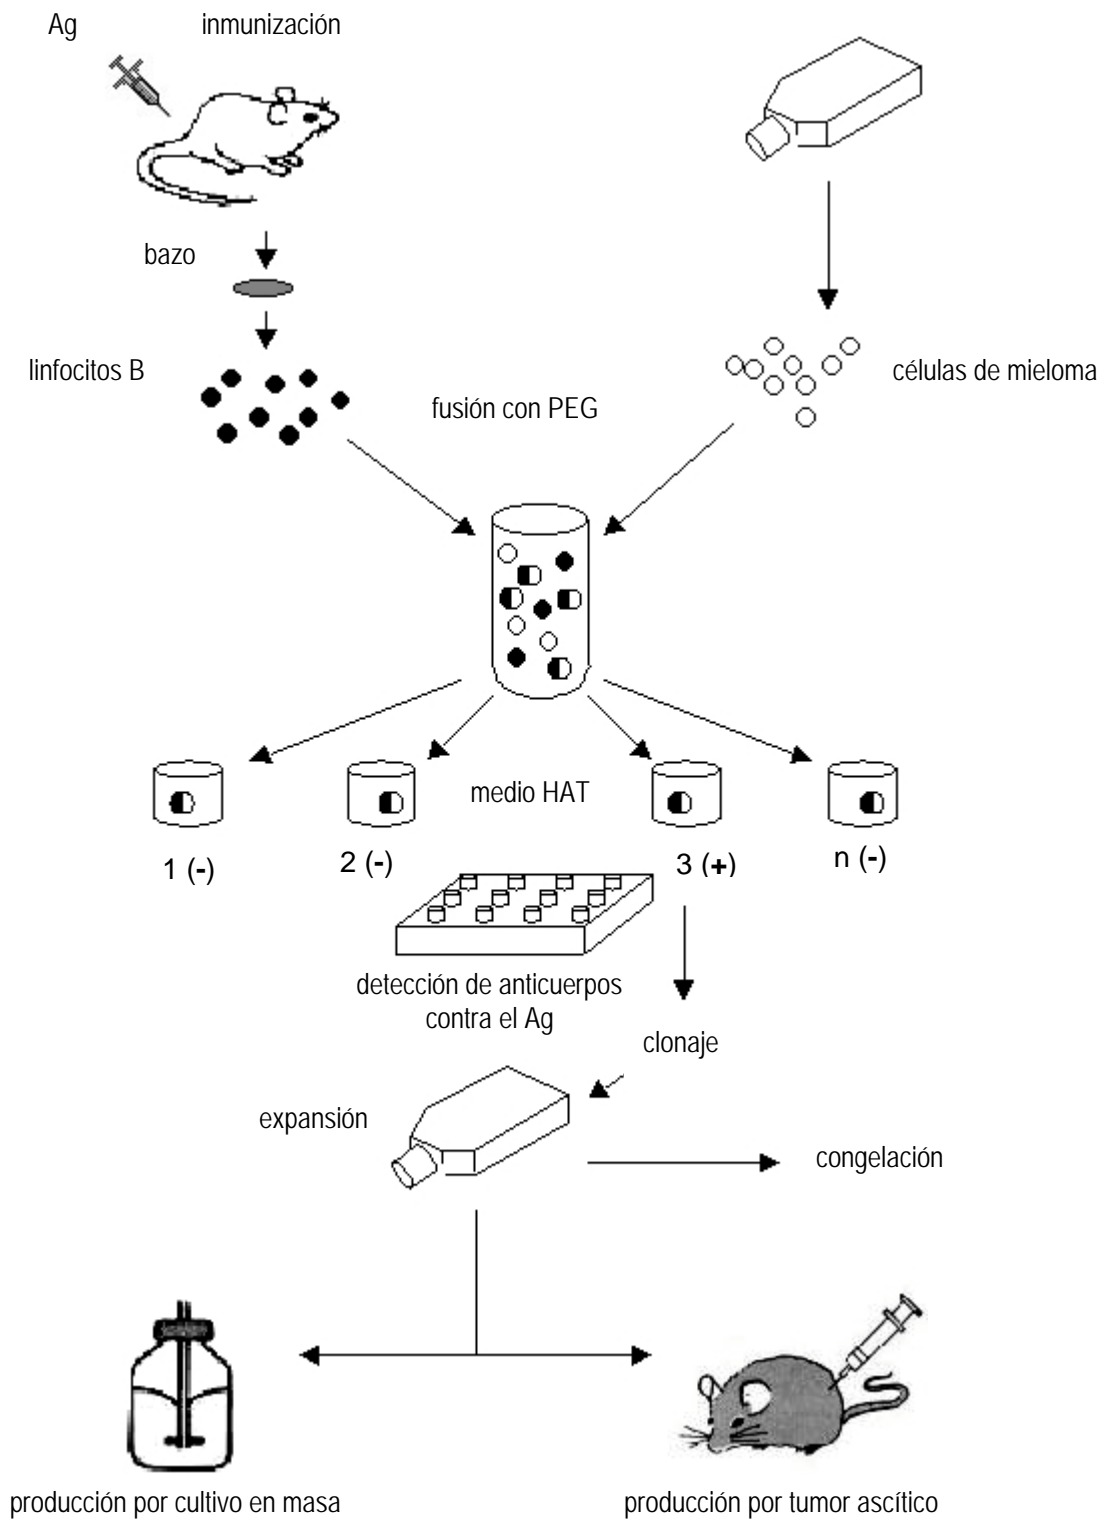 Ag
inmunización
bazo
linfocitos B
células de mieloma
fusión con PEG
medio HAT
1 (-)
2 (-)
3 (+)
n (-)
detección de anticuerpos
contra el Ag
clonaje
expansión
congelación
producción por cultivo en masa
producción por tumor ascítico